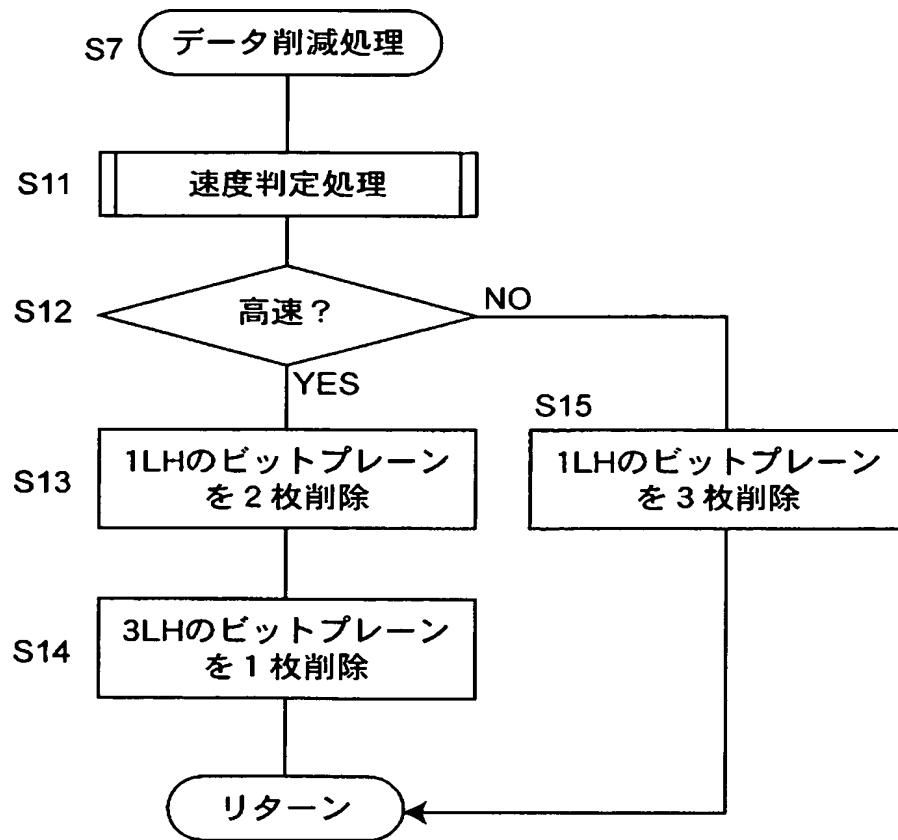 S7
データ削減処理
S11
速度判定処理
S12
高速?
NO
YES
S13
1LHのビットプレーン
を2枚削除
S15
1LHのビットプレーン
を3枚削除
S14
3LHのビットプレーン
を1枚削除
リターン